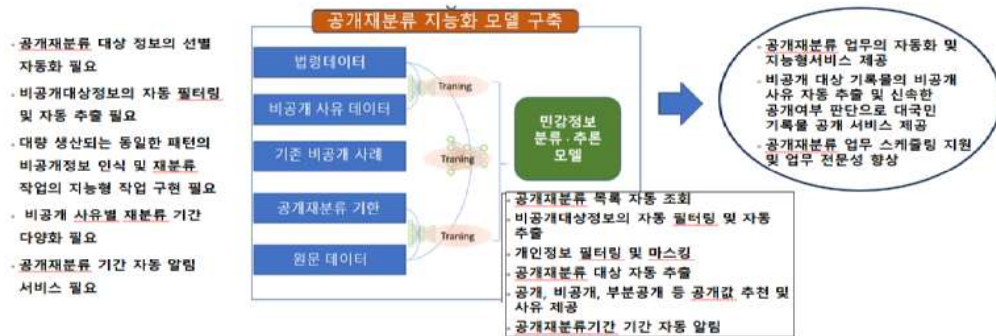 공개재분류 지능화 모델 구축
· 공개재분류 대상 정보의 선별
자동화 필요
· 비공개대상정보의 자동 필터링
및 자동 추출 필요
· 대량 생산되는 동일한 패턴의
비공개정보 인식 및 재분류
작업의 지능형 작업 구현 필요
· 비공개 사유별 재분류 기간
다양화 필요
· 공개재분류 기간 자동 알림
서비스 필요
법령데이터
비공개 사유 데이터
기존 비공개 사례
공개재분류 기한
원문 데이터
Traning
Traning
Traning
민감정보
분류·추론
모델
· 공개재분류 목록 자동 조회
· 비공개대상정보의 자동 필터링 및 자동
추출
· 개인정보 필터링 및 마스킹
· 공개재분류 대상 자동 추출
· 공개, 비공개, 부분공개 등 공개값 추천 및
사유 제공
· 공개재분류기간 기간 자동 알림
· 공개재분류 업무의 자동화 및
지능형서비스 제공
· 비공개 대상 기록물의 비공개
사유 자동 추출 및 신속한
공개여부 판단으로 대국민
기록물 공개 서비스 제공
· 공개재분류 업무 스케쥴링 지원
및 업무 전문성 향상